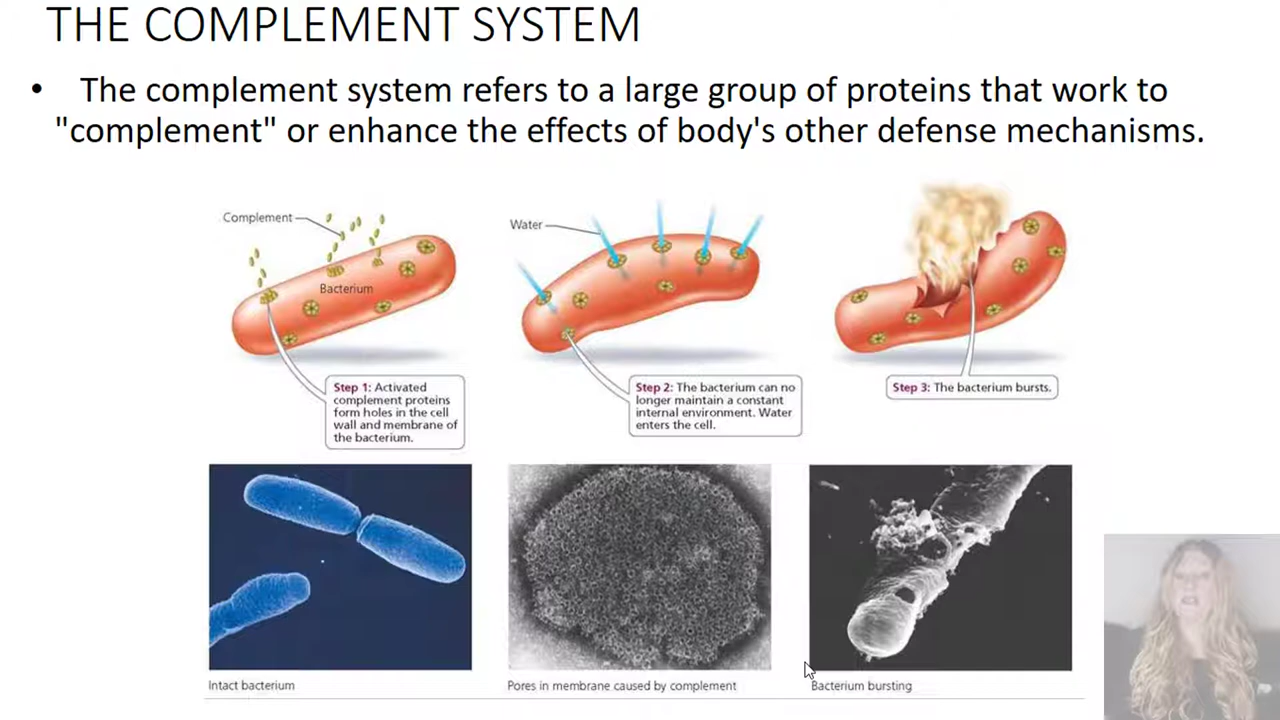 THE COMPLEMENT SYSTEM
• The complement system refers to a large group of proteins that work to
"complement" or enhance the effects of body's other defense mechanisms.
Complement
Bacterium
Step 1: Activated
complement proteins
form holes in the cell
wall and membrane of
the bacterium.
Water
Step 2: The bacterium can no
longer maintain a constant
internal environment. Water
enters the cell.
Step 3: The bacterium bursts.
Intact bacterium
Pores in membrane caused by complement
Bacterium bursting